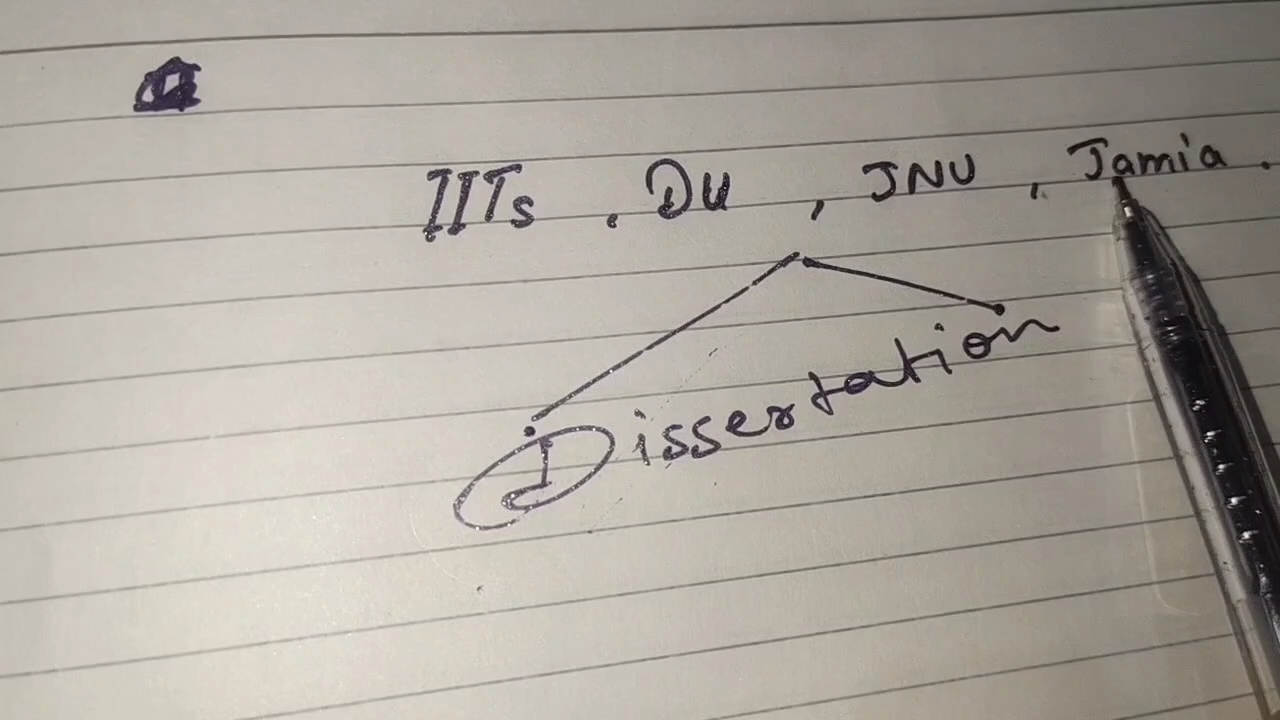 IITs , DU , JNU , Jamia .
Dissertation